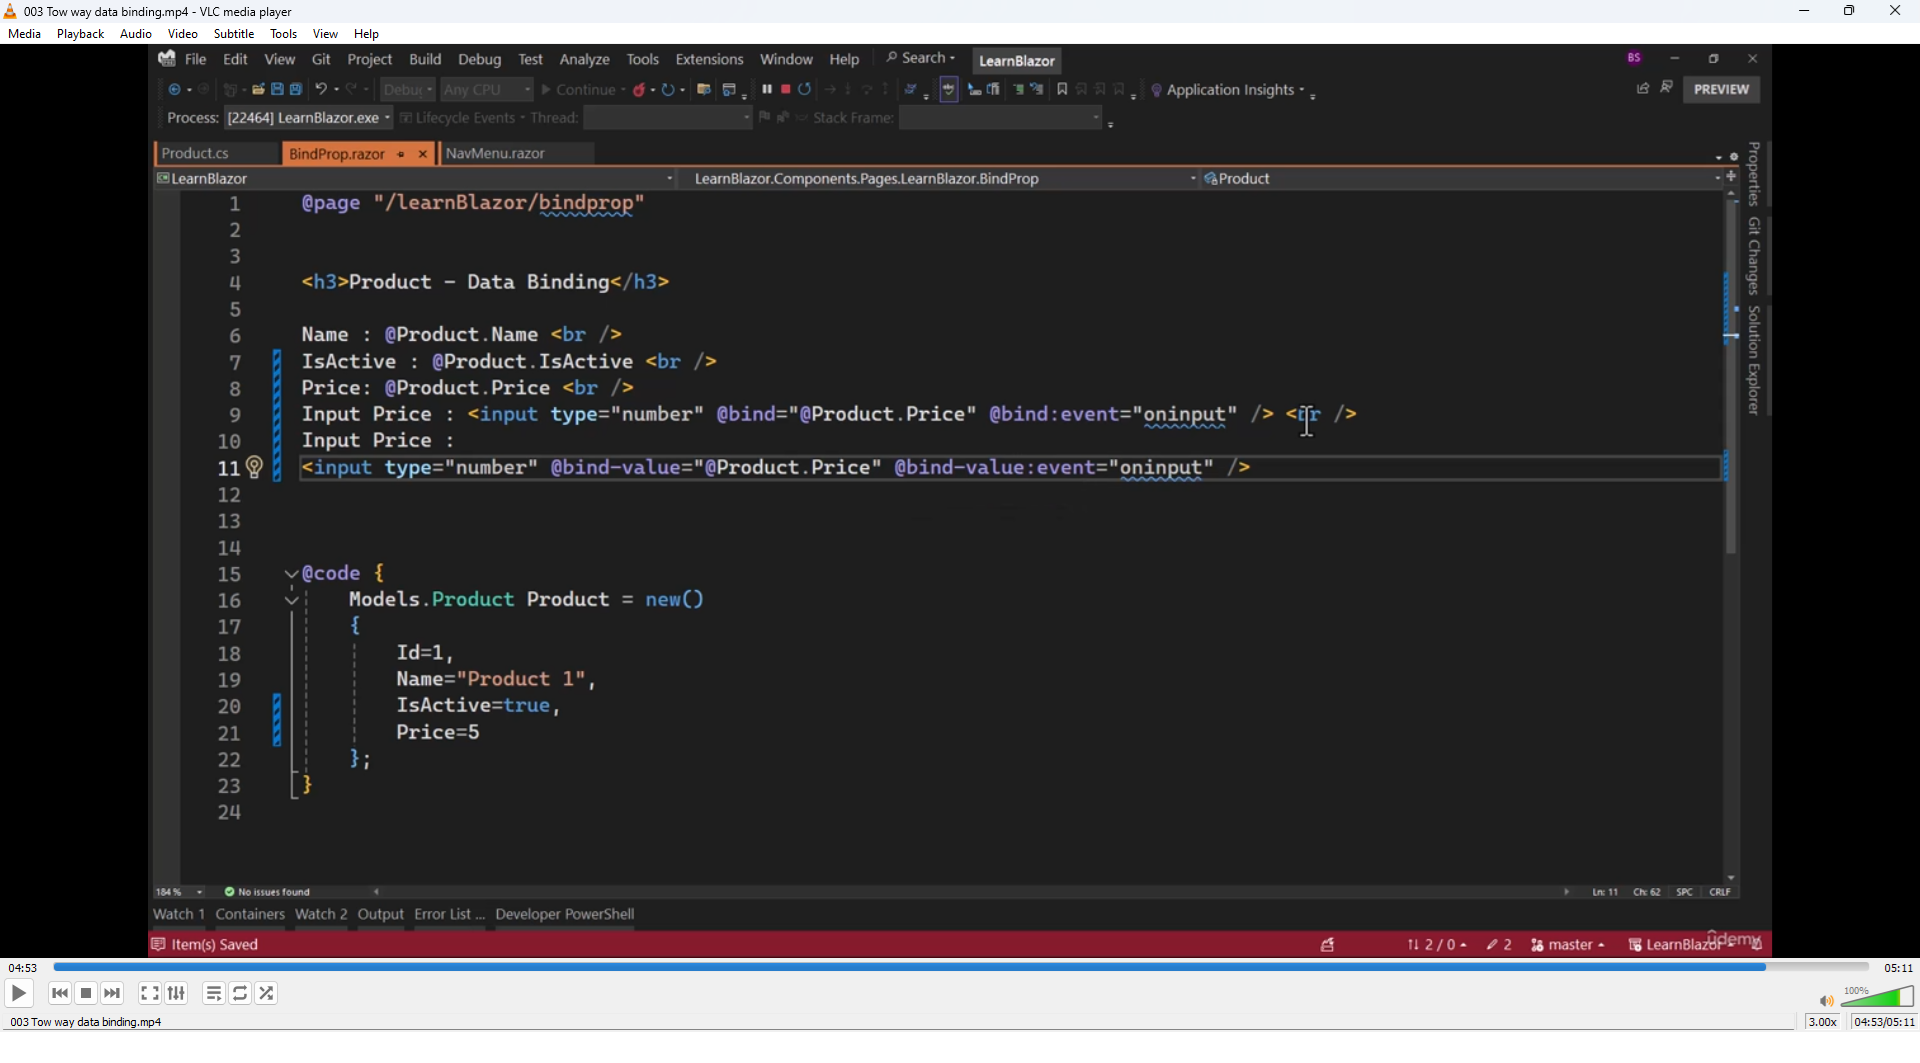 003 Tow way data binding.mp4 - VLC media player
Media Playback Audio Video Subtitle Tools View Help
File Edit View Git Project Build Debug Test Analyze Tools Extensions Window Help Search LearnBlazor BS
Debug Any CPU Continue Application Insights PREVIEW
Process: [22464] LearnBlazor.exe Lifecycle Events Thread: Stack Frame:
Product.cs BindProp.razor NavMenu.razor
LearnBlazor LearnBlazor.Components.Pages.LearnBlazor.BindProp Product
1 @page "/learnBlazor/bindprop"
2
3
4 <h3>Product - Data Binding</h3>
5
6 Name : @Product.Name <br />
7 IsActive : @Product.IsActive <br />
8 Price: @Product.Price <br />
9 Input Price : <input type="number" @bind="@Product.Price" @bind:event="oninput" /> <br />
10 Input Price :
11 <input type="number" @bind-value="@Product.Price" @bind-value:event="oninput" />
12
13
14
15 @code {
16 Models.Product Product = new()
17 {
18 Id=1,
19 Name="Product 1",
20 IsActive=true,
21 Price=5
22 };
23 }
24
Properties
Git Changes
Solution Explorer
184 % No issues found Ln: 11 Ch: 62 SPC CRLF
Watch 1 Containers Watch 2 Output Error List ... Developer PowerShell
Item(s) Saved 2 / 0 2 master LearnBlazor
udemy
04:53 05:11
100%
003 Tow way data binding.mp4 3.00x 04:53/05:11